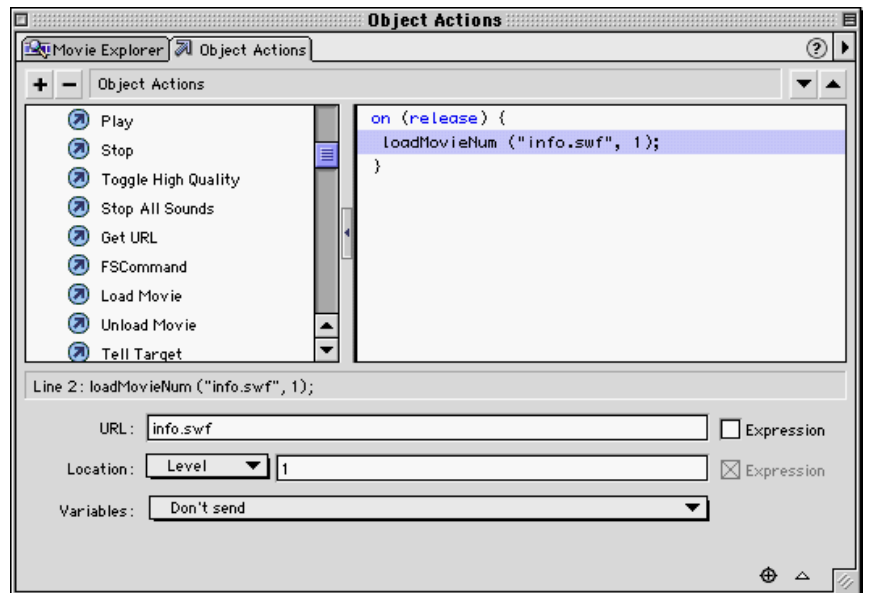 Object Actions
Movie Explorer Object Actions ?
+ − Object Actions
Play
Stop
Toggle High Quality
Stop All Sounds
Get URL
FSCommand
Load Movie
Unload Movie
Tell Target
on (release) {
loadMovieNum ("info.swf", 1);
}
Line 2: loadMovieNum ("info.swf", 1);
URL: info.swf Expression
Location: Level 1 Expression
Variables: Don't send